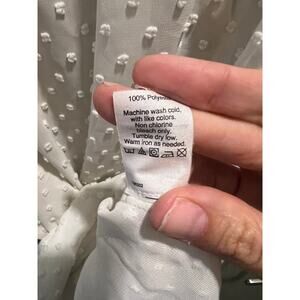 100% Polyester
Machine wash cold,
with like colors.
Non chlorine
bleach only.
Tumble dry low.
Warm iron as needed.